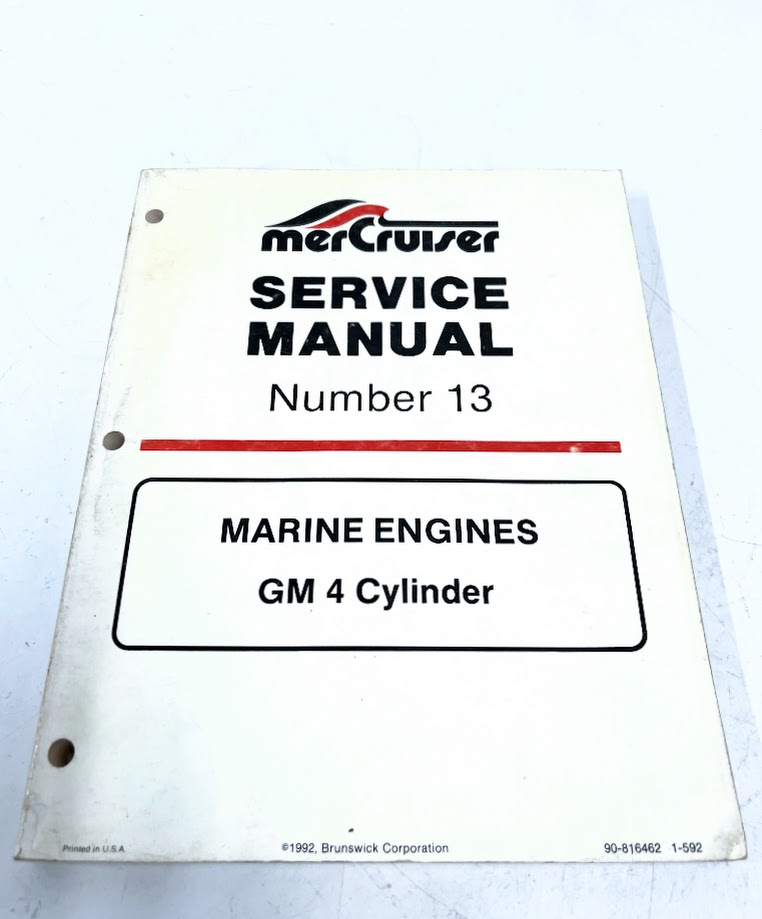 merCruiser
SERVICE
MANUAL
Number 13
MARINE ENGINES
GM 4 Cylinder
Printed in U.S.A.
©1992, Brunswick Corporation
90-816462 1-592